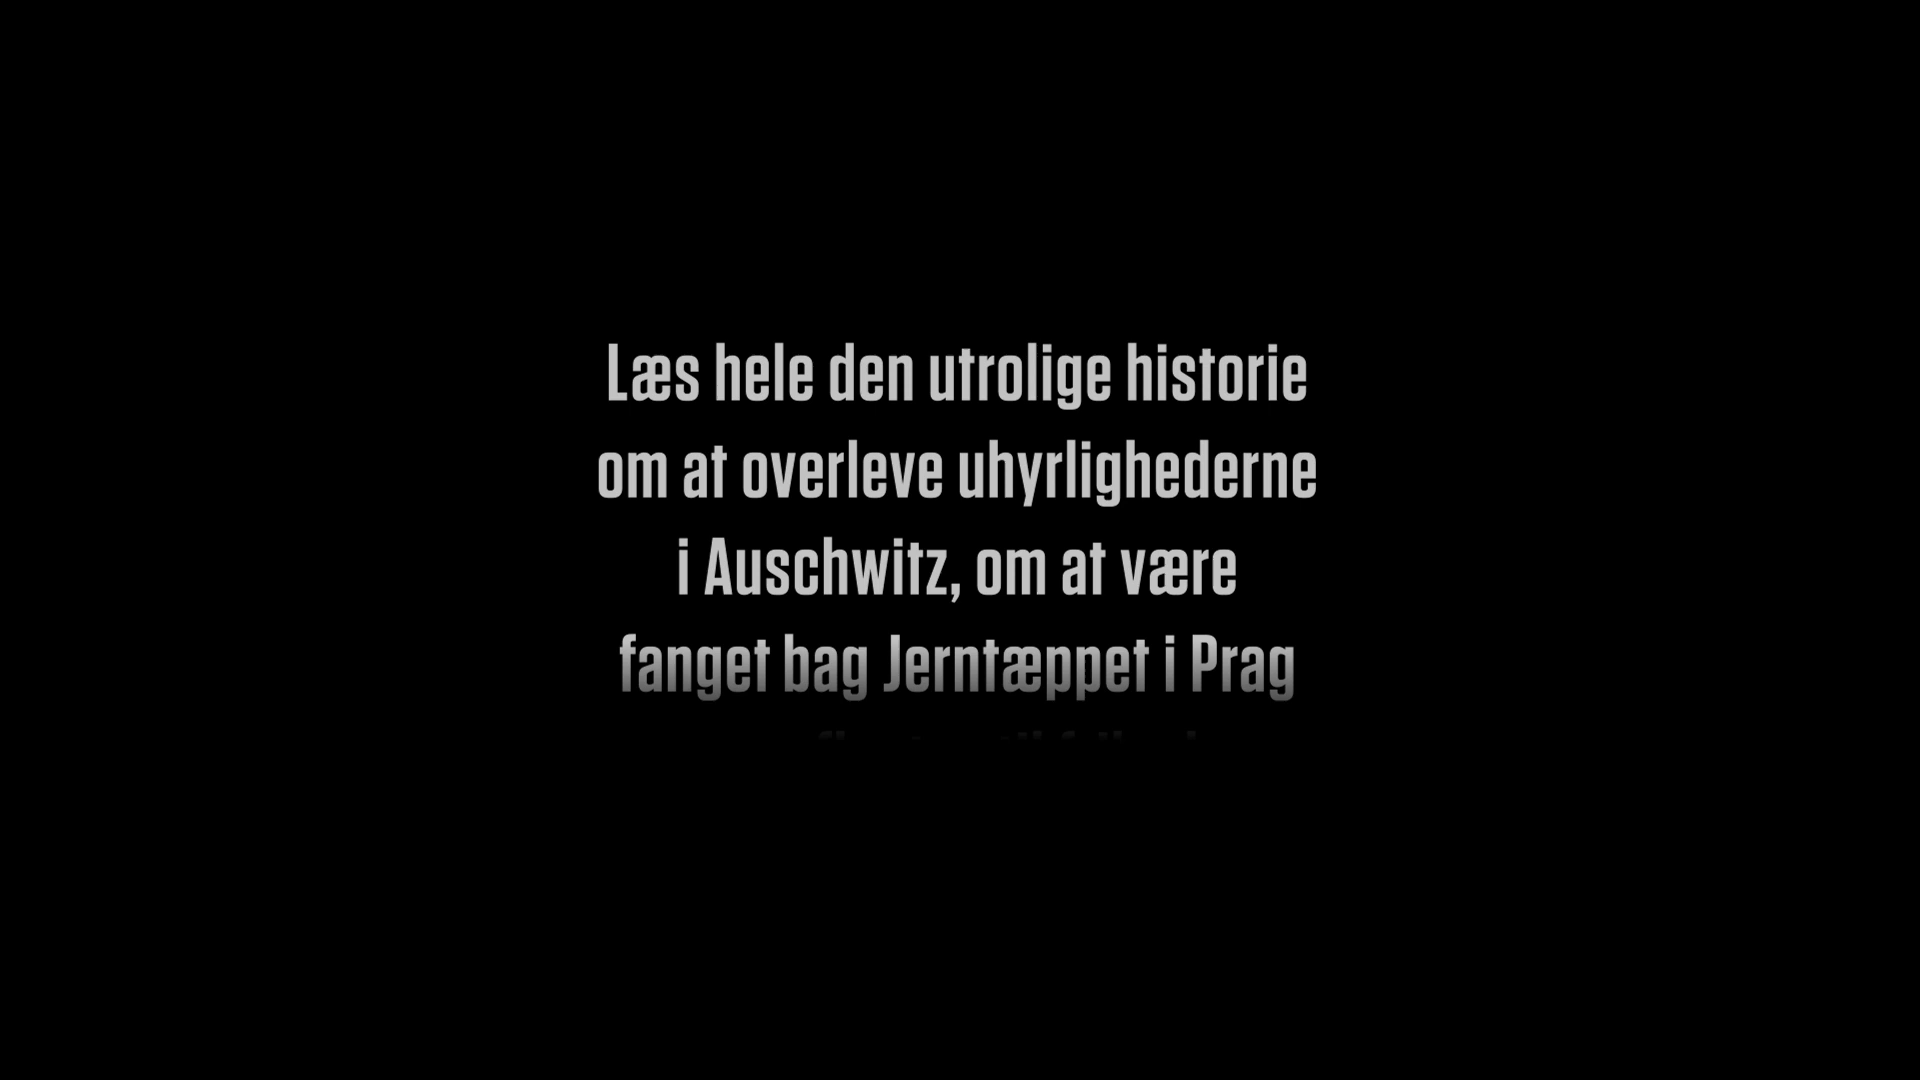 Læs hele den utrolige historie
om at overleve uhyrlighederne
i Auschwitz, om at være
fanget bag Jerntæppet i Prag